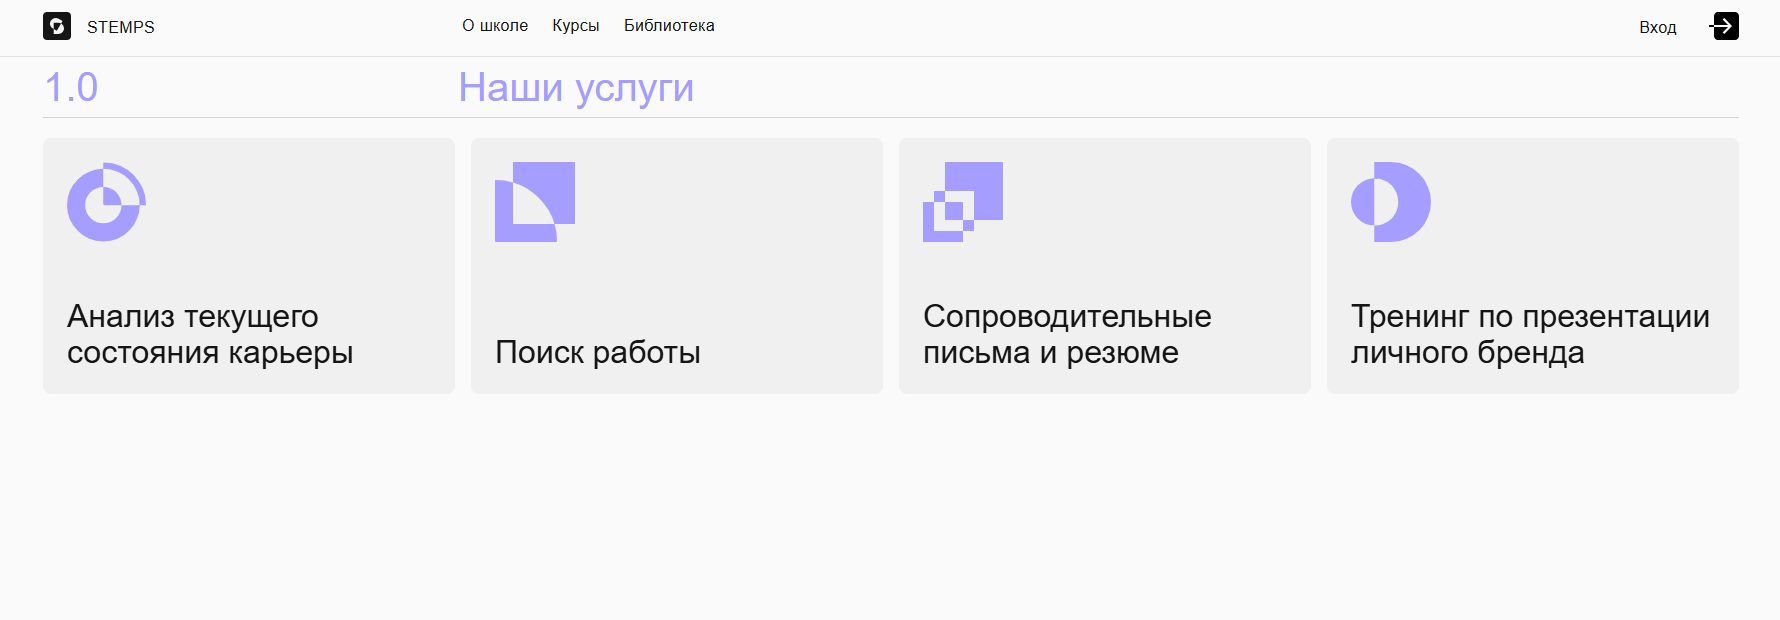 STEMPS
О школе Курсы Библиотека
Вход
1.0 Наши услуги
Анализ текущего
состояния карьеры
Поиск работы
Сопроводительные
письма и резюме
Тренинг по презентации
личного бренда